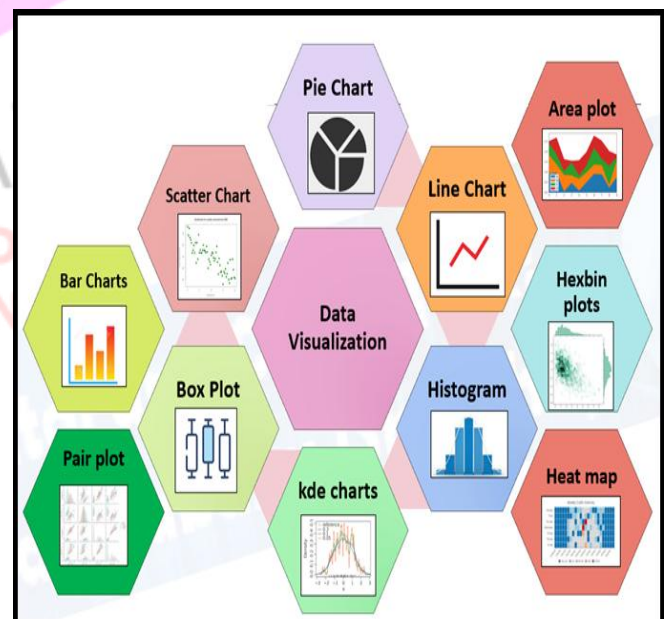 Pie Chart
Area plot
Scatter Chart
Line Chart
Bar Charts
Data
Visualization
Hexbin
plots
Box Plot
Histogram
Pair plot
kde charts
Heat map